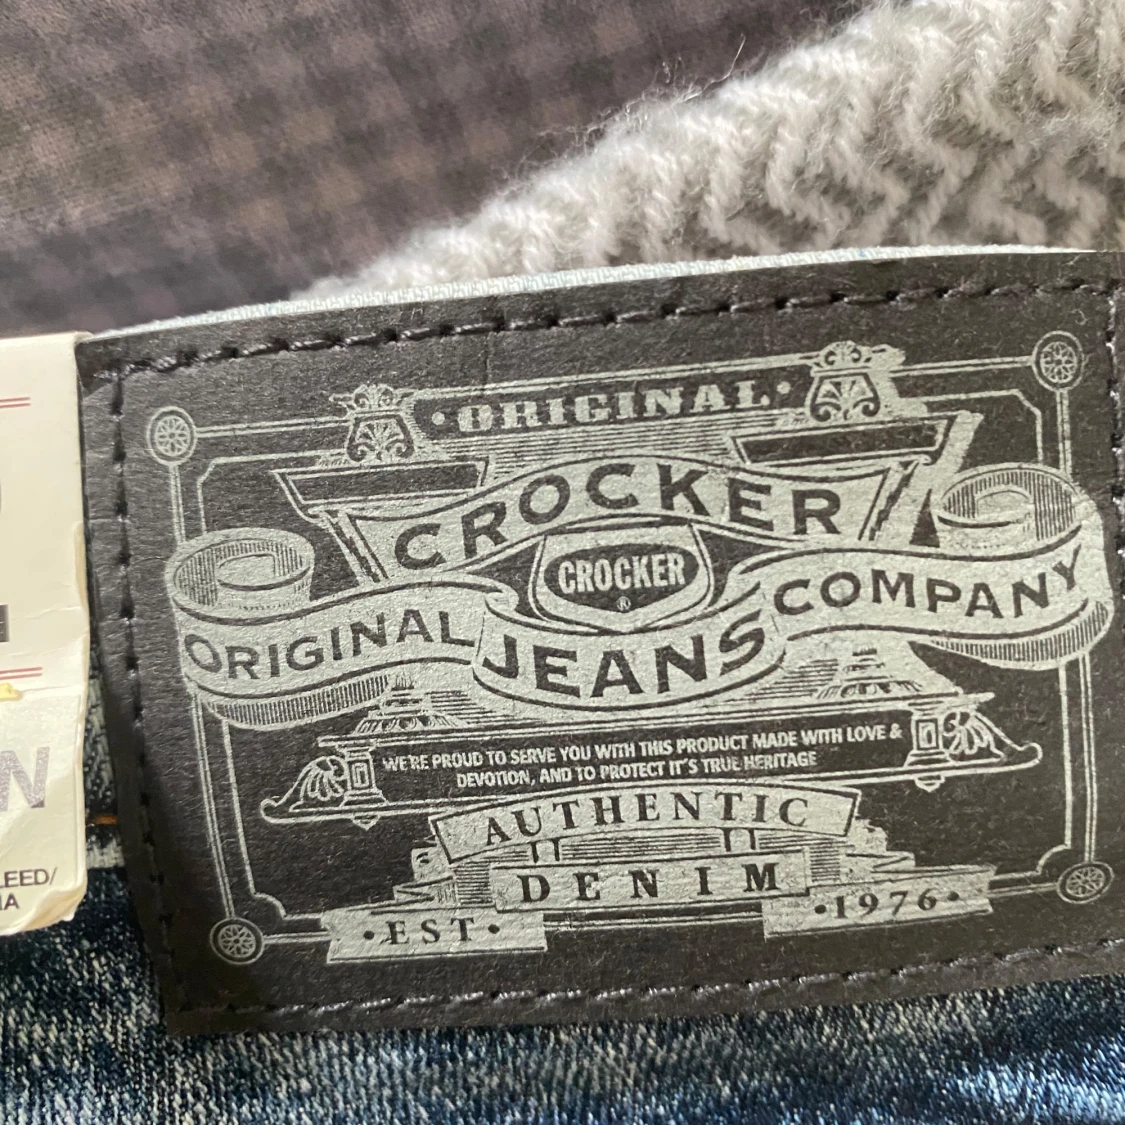 ·ORIGINAL·
CROCKER
CROCKER
®
ORIGINAL JEANS COMPANY
WE'RE PROUD TO SERVE YOU WITH THIS PRODUCT MADE WITH LOVE &
DEVOTION, AND TO PROTECT IT'S TRUE HERITAGE
AUTHENTIC
DENIM
·EST· ·1976·